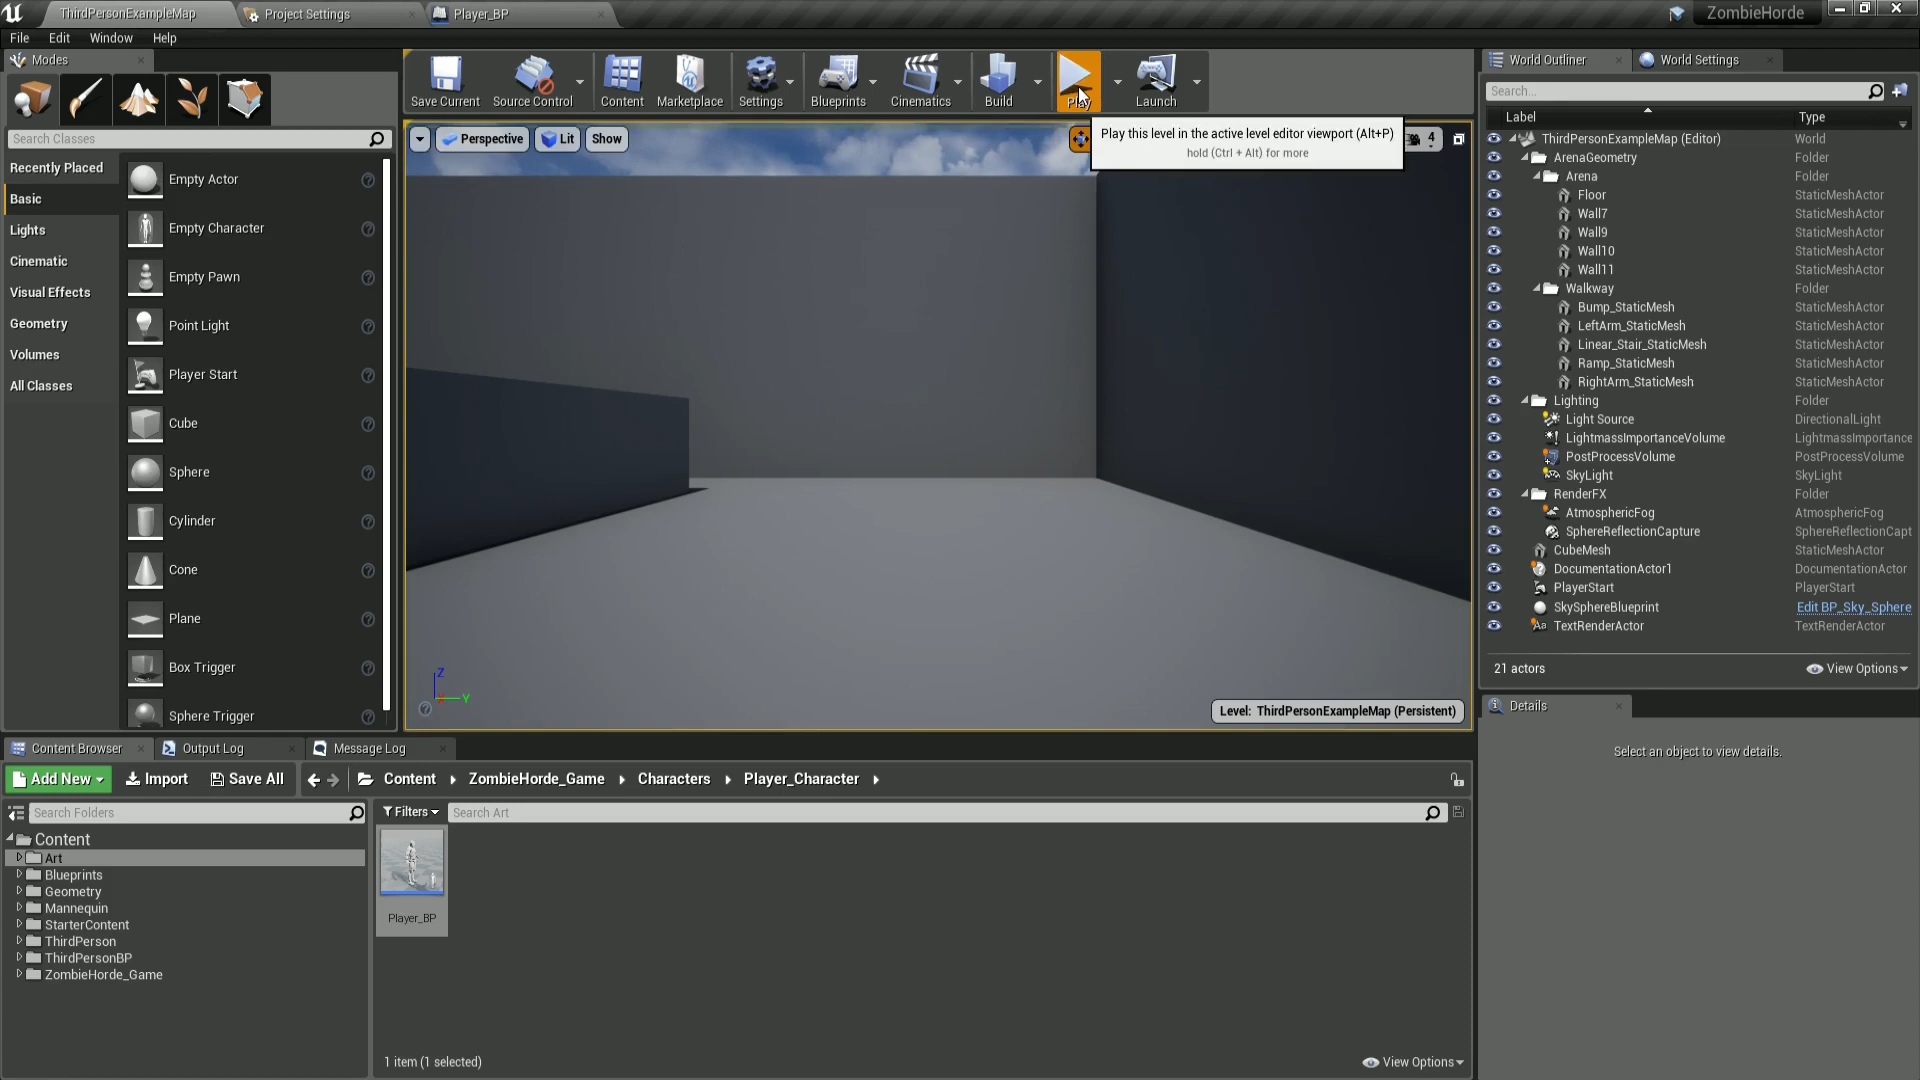 ThirdPersonExampleMap
Project Settings
Player_BP
ZombieHorde
File
Edit
Window
Help
Modes
Search Classes
Recently Placed
Basic
Lights
Cinematic
Visual Effects
Geometry
Volumes
All Classes
Empty Actor
Empty Character
Empty Pawn
Point Light
Player Start
Cube
Sphere
Cylinder
Cone
Plane
Box Trigger
Sphere Trigger
Save Current
Source Control
Content
Marketplace
Settings
Blueprints
Cinematics
Build
Play
Launch
Perspective
Lit
Show
4
Play this level in the active level editor viewport (Alt+P)
hold (Ctrl + Alt) for more
Z
X
Y
Level: ThirdPersonExampleMap (Persistent)
World Outliner
World Settings
Search...
Label
Type
ThirdPersonExampleMap (Editor) World
ArenaGeometry Folder
Arena Folder
Floor StaticMeshActor
Wall7 StaticMeshActor
Wall9 StaticMeshActor
Wall10 StaticMeshActor
Wall11 StaticMeshActor
Walkway Folder
Bump_StaticMesh StaticMeshActor
LeftArm_StaticMesh StaticMeshActor
Linear_Stair_StaticMesh StaticMeshActor
Ramp_StaticMesh StaticMeshActor
RightArm_StaticMesh StaticMeshActor
Lighting Folder
Light Source DirectionalLight
LightmassImportanceVolume LightmassImportance
PostProcessVolume PostProcessVolume
SkyLight SkyLight
RenderFX Folder
AtmosphericFog AtmosphericFog
SphereReflectionCapture SphereReflectionCapt
CubeMesh StaticMeshActor
DocumentationActor1 DocumentationActor
PlayerStart PlayerStart
SkySphereBlueprint Edit BP_Sky_Sphere
TextRenderActor TextRenderActor
21 actors
View Options
Details
Select an object to view details.
Content Browser
Output Log
Message Log
Add New
Import
Save All
Content
ZombieHorde_Game
Characters
Player_Character
Search Folders
Content
Art
Blueprints
Geometry
Mannequin
StarterContent
ThirdPerson
ThirdPersonBP
ZombieHorde_Game
Filters
Search Art
Player_BP
1 item (1 selected)
View Options